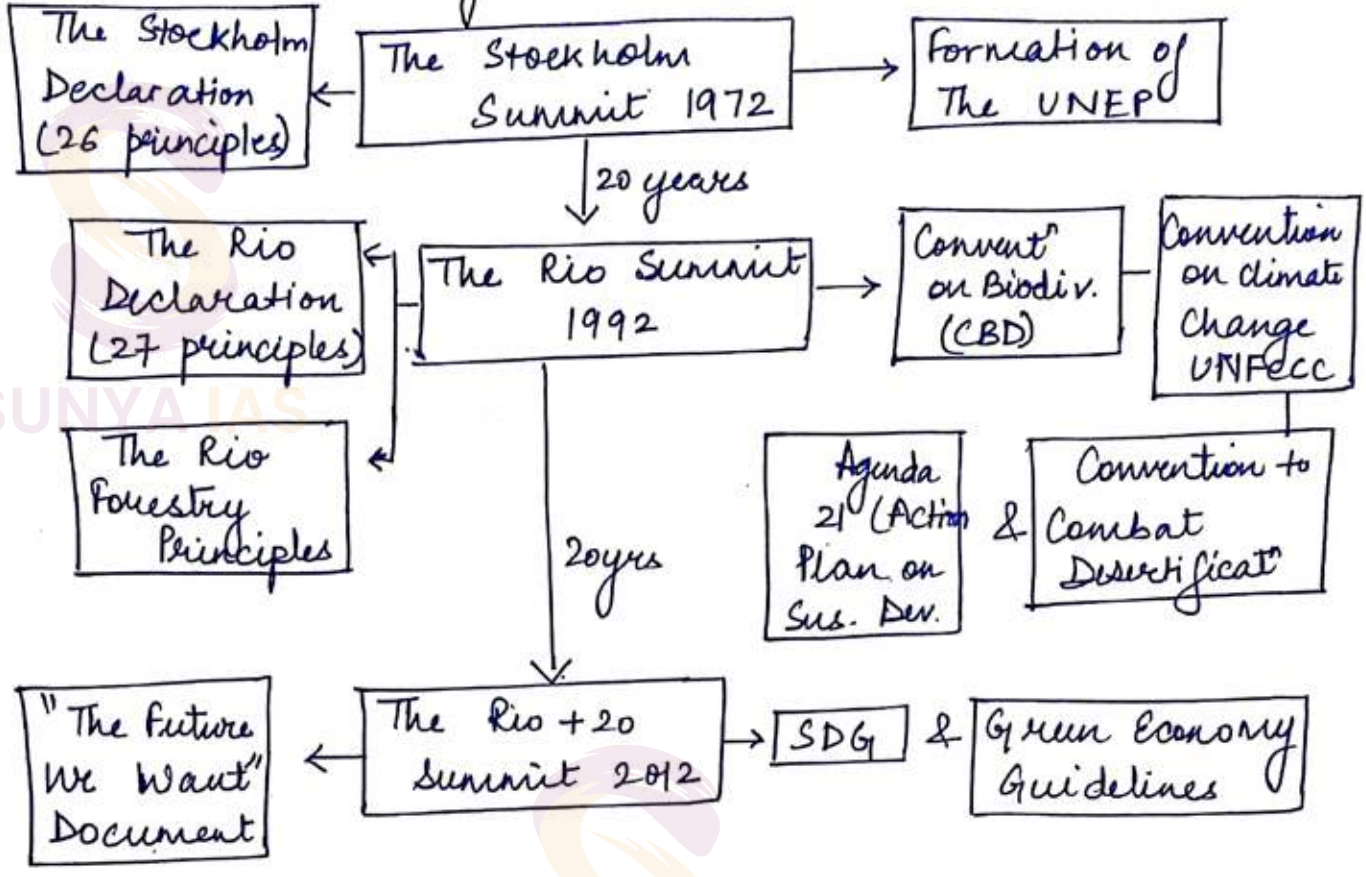 The Stockholm
Declaration
(26 principles)
The Stockholm
Summit 1972
Formation of
The UNEP
20 years
The Rio
Declaration
(27 principles)
The Rio Summit
1992
Conventⁿ
on Biodiv.
(CBD)
Convention
on climate
Change
UNFCCC
The Rio
Forestry
Principles
20yrs
Agenda
21 (Action
Plan on
Sus. Dev.
&
Convention to
Combat
Desertificatⁿ
"The Future
We Want"
Document
The Rio +20
Summit 2012
SDG
&
Green Economy
Guidelines
SUNYA IAS